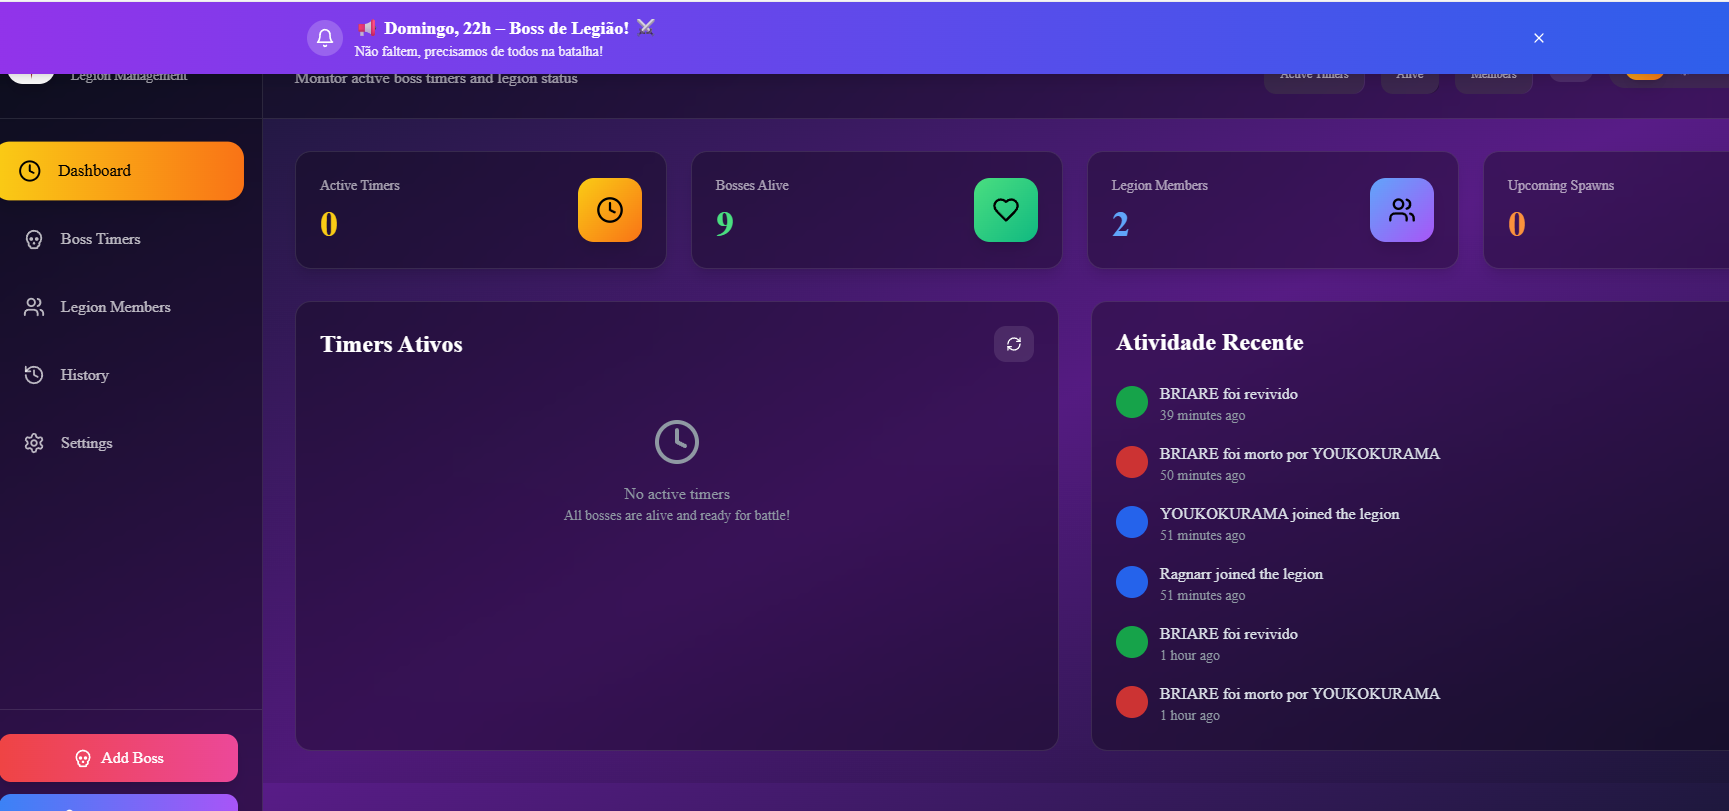 📢 Domingo, 22h – Boss de Legião! ⚔️
Não faltem, precisamos de todos na batalha!
Legion Management
Monitor active boss timers and legion status
Active Timers
Alive
Members
Dashboard
Boss Timers
Legion Members
History
Settings
Add Boss
Active Timers
0
Bosses Alive
9
Legion Members
2
Upcoming Spawns
0
Timers Ativos
No active timers
All bosses are alive and ready for battle!
Atividade Recente
BRIARE foi revivido
39 minutes ago
BRIARE foi morto por YOUKOKURAMA
50 minutes ago
YOUKOKURAMA joined the legion
51 minutes ago
Ragnarr joined the legion
51 minutes ago
BRIARE foi revivido
1 hour ago
BRIARE foi morto por YOUKOKURAMA
1 hour ago